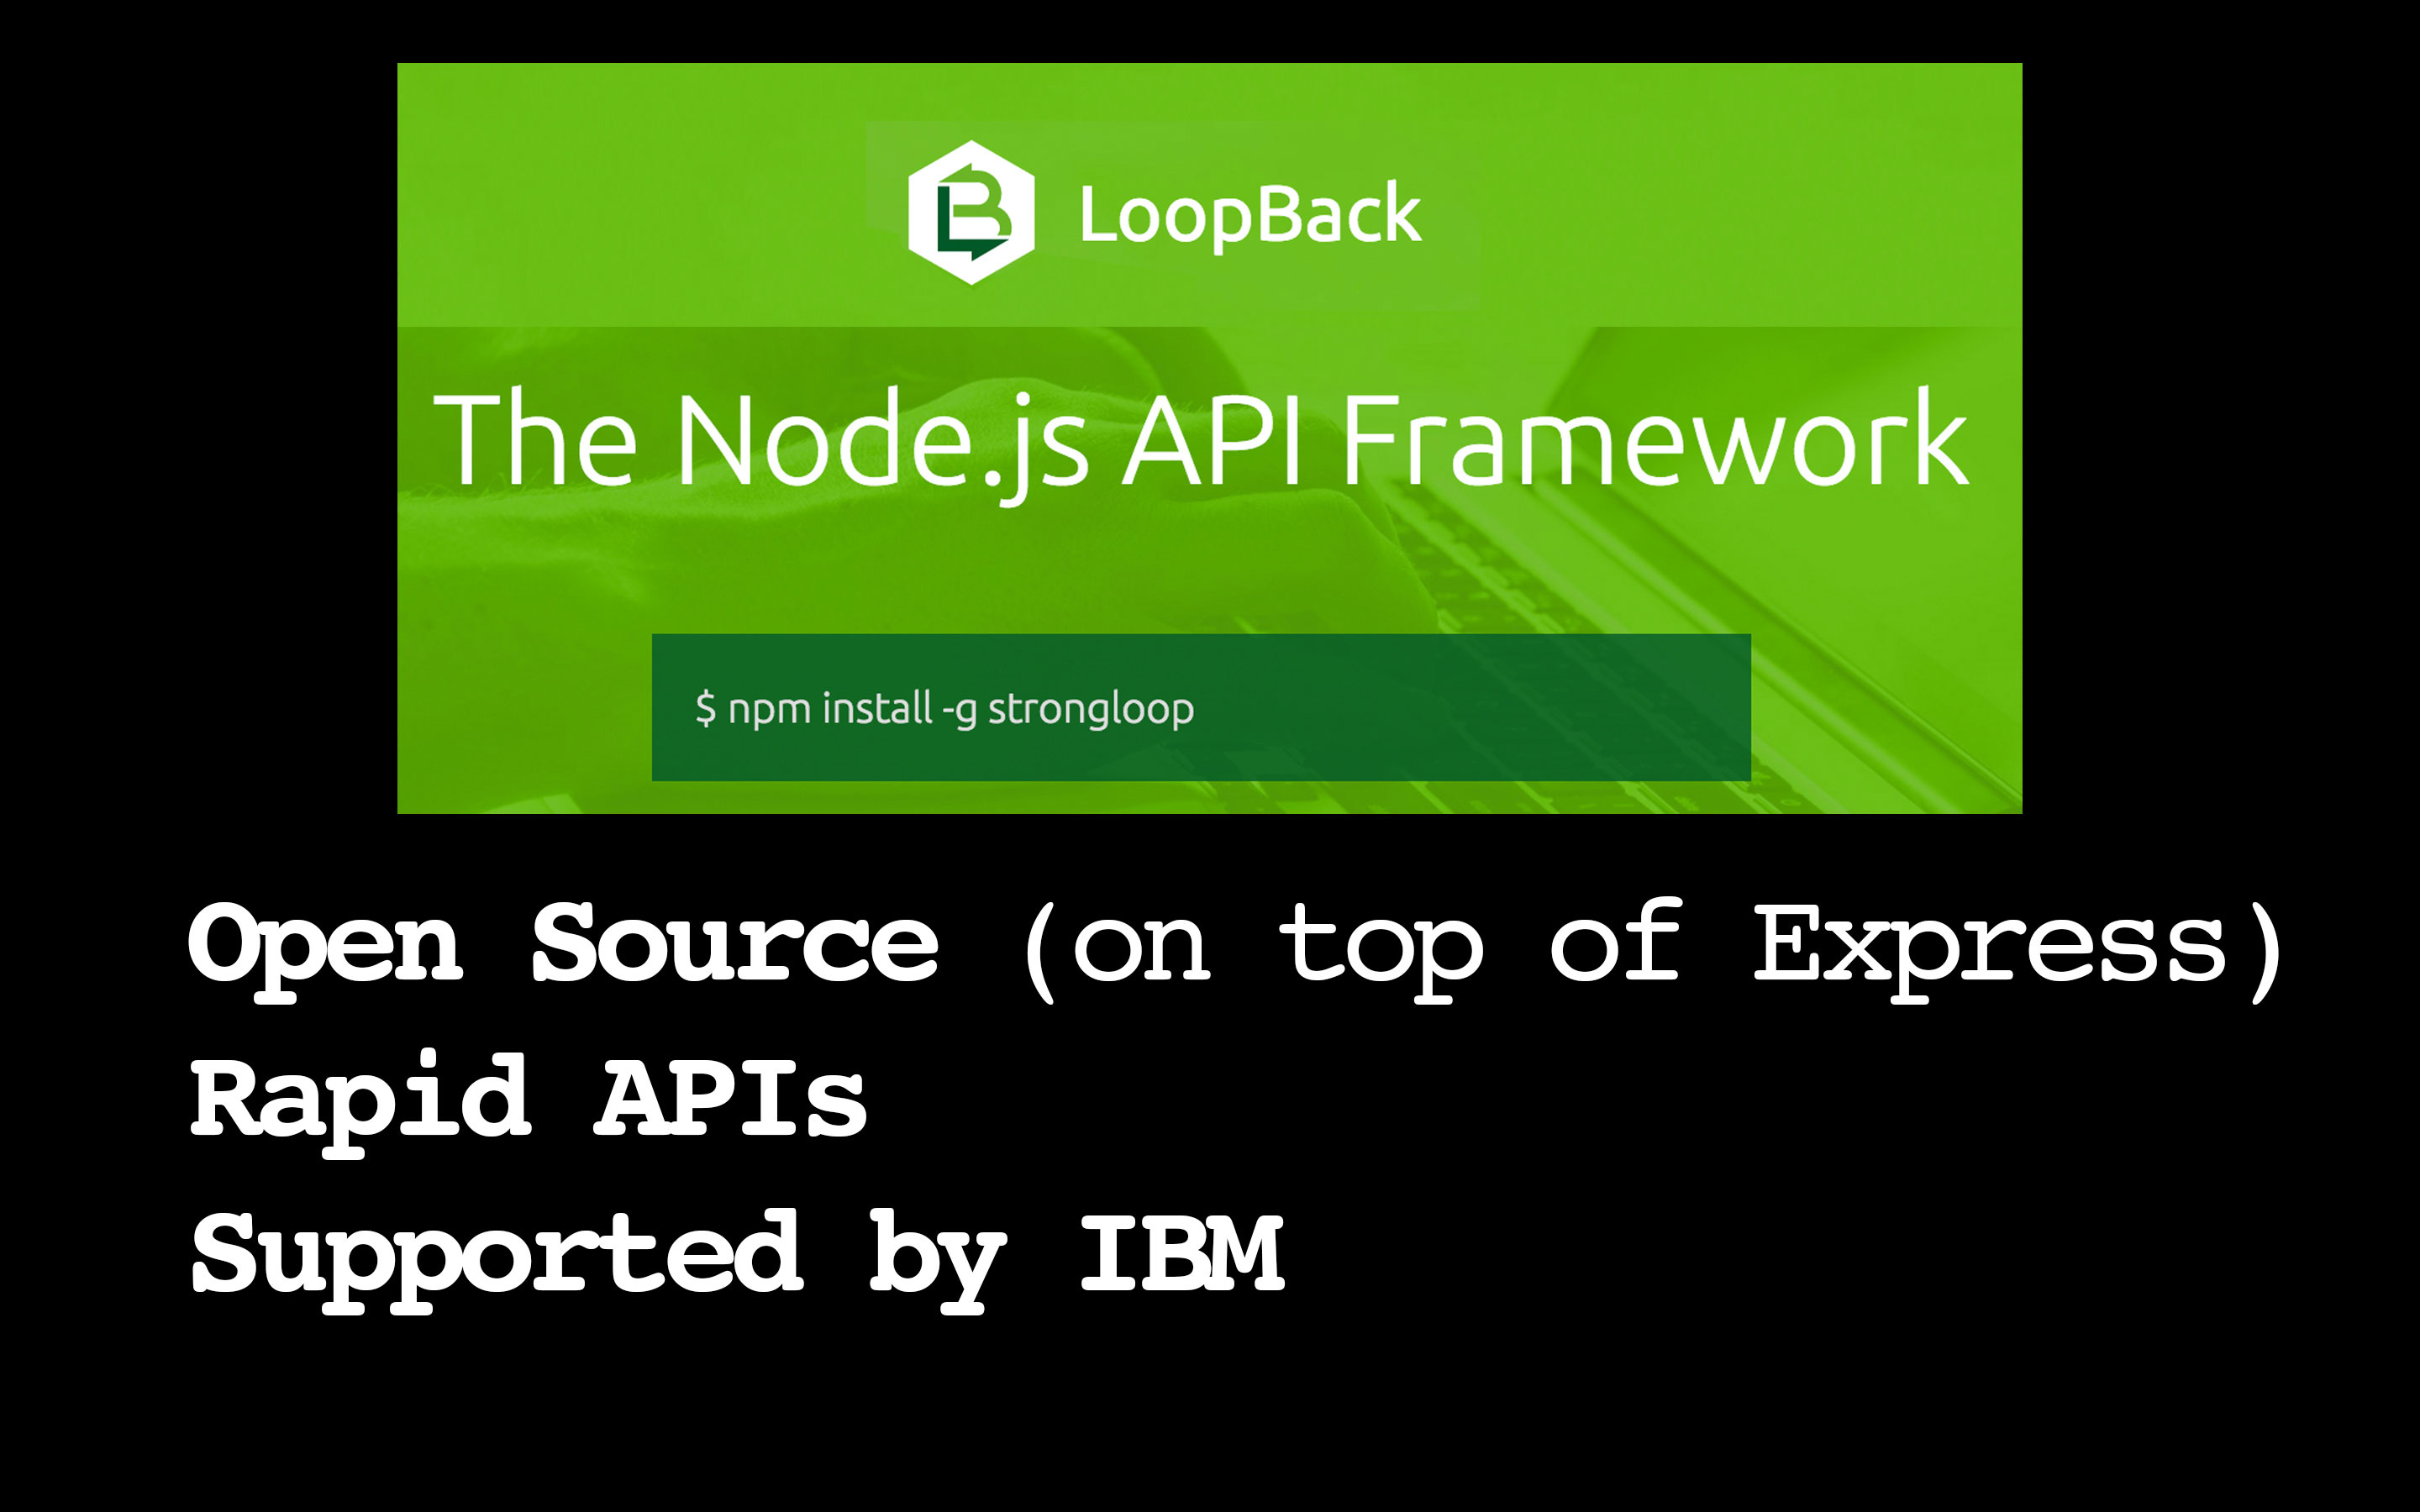 LoopBack
The Node.js API Framework
$ npm install -g strongloop
Open Source (on top of Express)
Rapid APIs
Supported by IBM